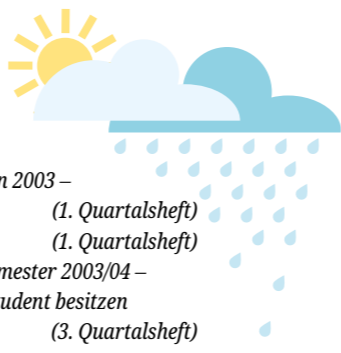 n 2003 –
(1. Quartalsheft)
(1. Quartalsheft)
mester 2003/04 –
udent besitzen
(3. Quartalsheft)